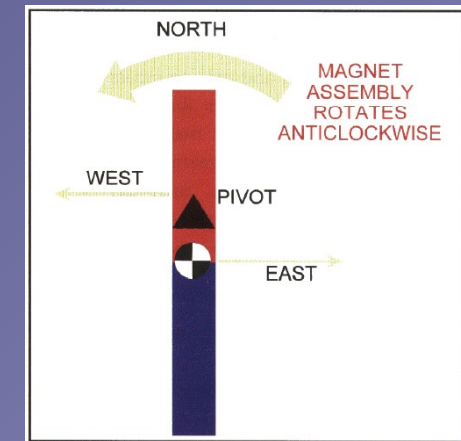 NORTH
MAGNET
ASSEMBLY
ROTATES
ANTICLOCKWISE
WEST
PIVOT
EAST